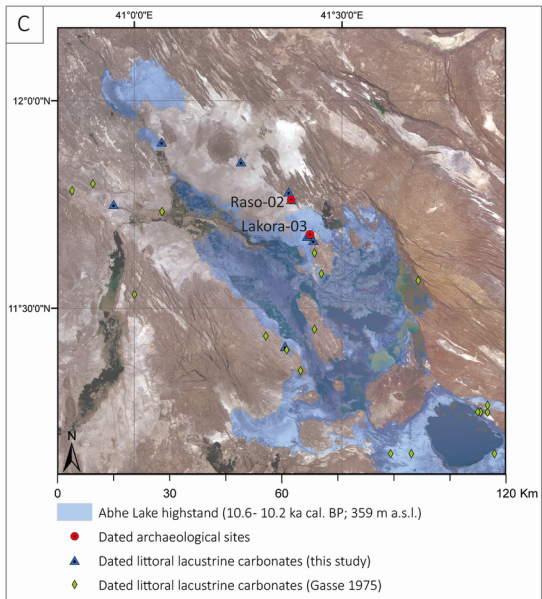 C
41°0'0"E 41°30'0"E
12°0'0"N
Raso-02
Lakora-03
11°30'0"N
N
0 30 60 120 Km
Abhe Lake highstand (10.6- 10.2 ka cal. BP; 359 m a.s.l.)
Dated archaeological sites
Dated littoral lacustrine carbonates (this study)
Dated littoral lacustrine carbonates (Gasse 1975)